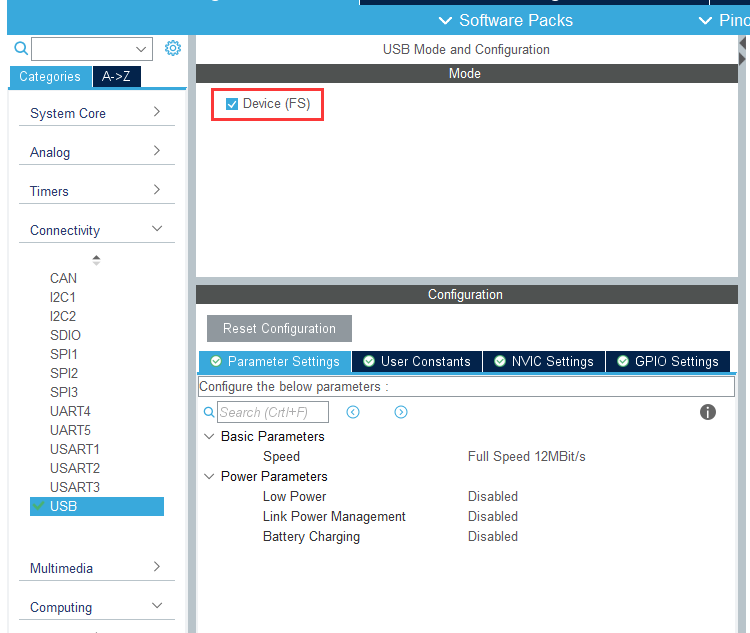 Software Packs
Pinc
USB Mode and Configuration
Categories
A->Z
Mode
System Core
Device (FS)
Analog
Timers
Connectivity
CAN
I2C1
I2C2
SDIO
SPI1
SPI2
SPI3
UART4
UART5
USART1
USART2
USART3
USB
Multimedia
Computing
Configuration
Reset Configuration
Parameter Settings
User Constants
NVIC Settings
GPIO Settings
Configure the below parameters :
Search (Crtl+F)
Basic Parameters
Speed Full Speed 12MBit/s
Power Parameters
Low Power Disabled
Link Power Management Disabled
Battery Charging Disabled